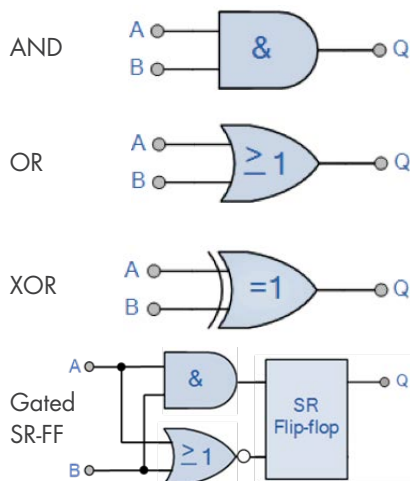 AND
A
B
&
Q
OR
A
B
≥ 1
Q
XOR
A
B
=1
Q
Gated
SR-FF
A
B
&
≥ 1
SR
Flip-flop
Q